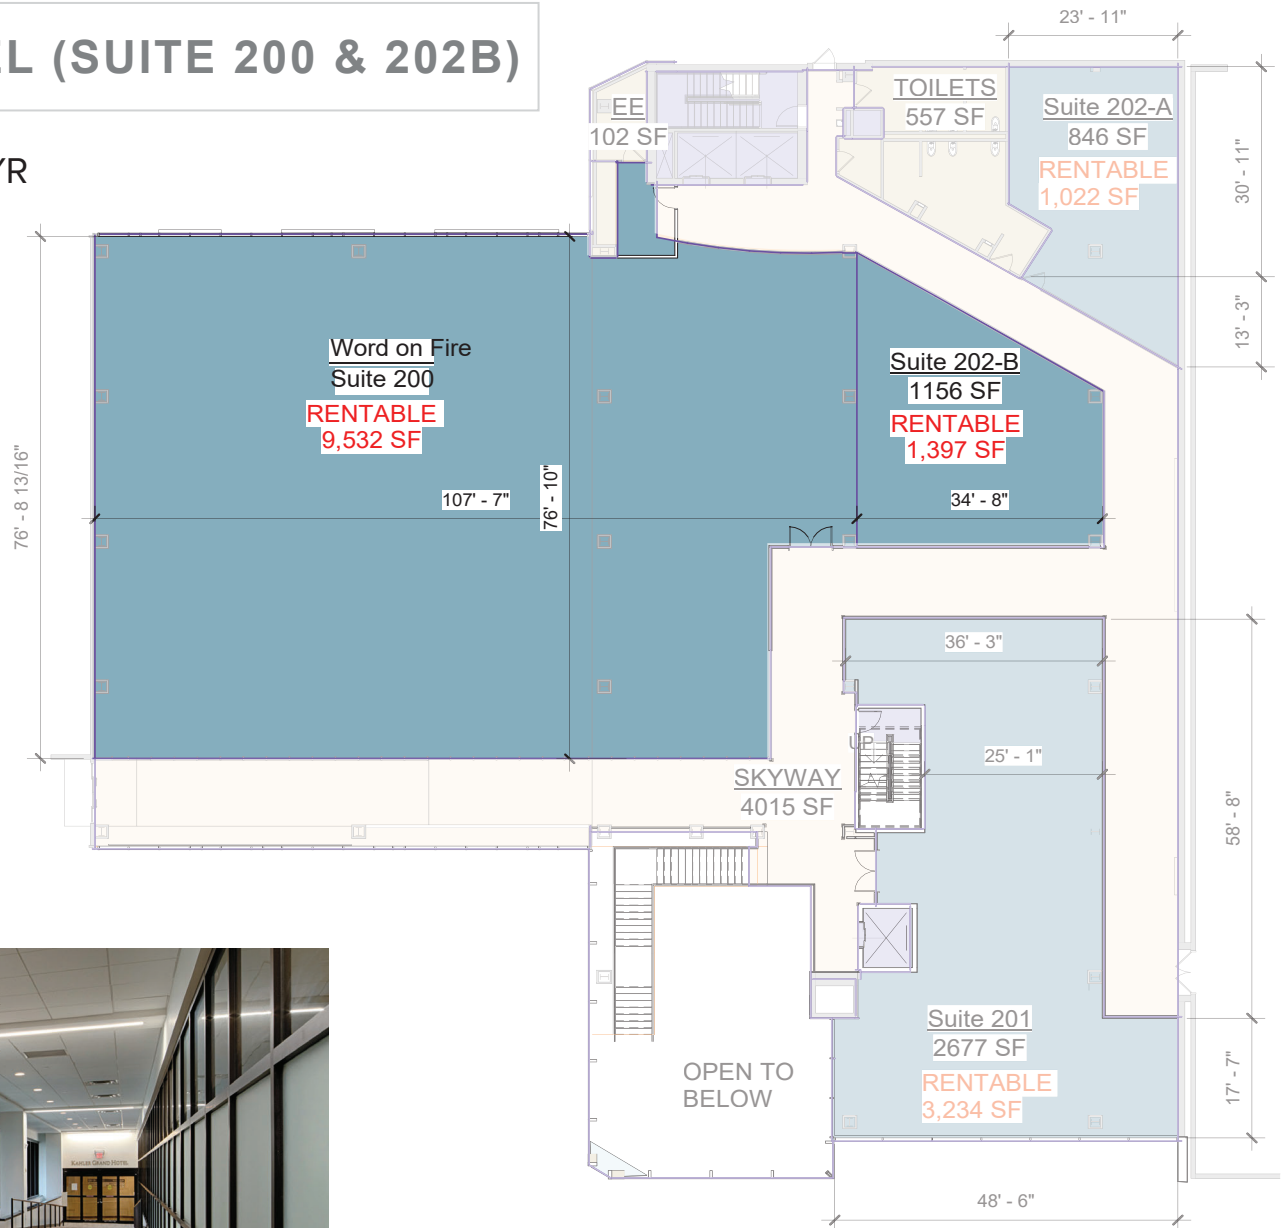 EL (SUITE 200 & 202B)
YR
23' - 11"
TOILETS
557 SF
EE
102 SF
Suite 202-A
846 SF
RENTABLE
1,022 SF
30' - 11"
13' - 3"
Word on Fire
Suite 200
RENTABLE
9,532 SF
107' - 7"
76' - 10"
76' - 8 13/16"
Suite 202-B
1156 SF
RENTABLE
1,397 SF
34' - 8"
36' - 3"
UP
25' - 1"
SKYWAY
4015 SF
58' - 8"
Suite 201
2677 SF
RENTABLE
3,234 SF
OPEN TO
BELOW
17' - 7"
48' - 6"
KAHLER GRAND HOTEL